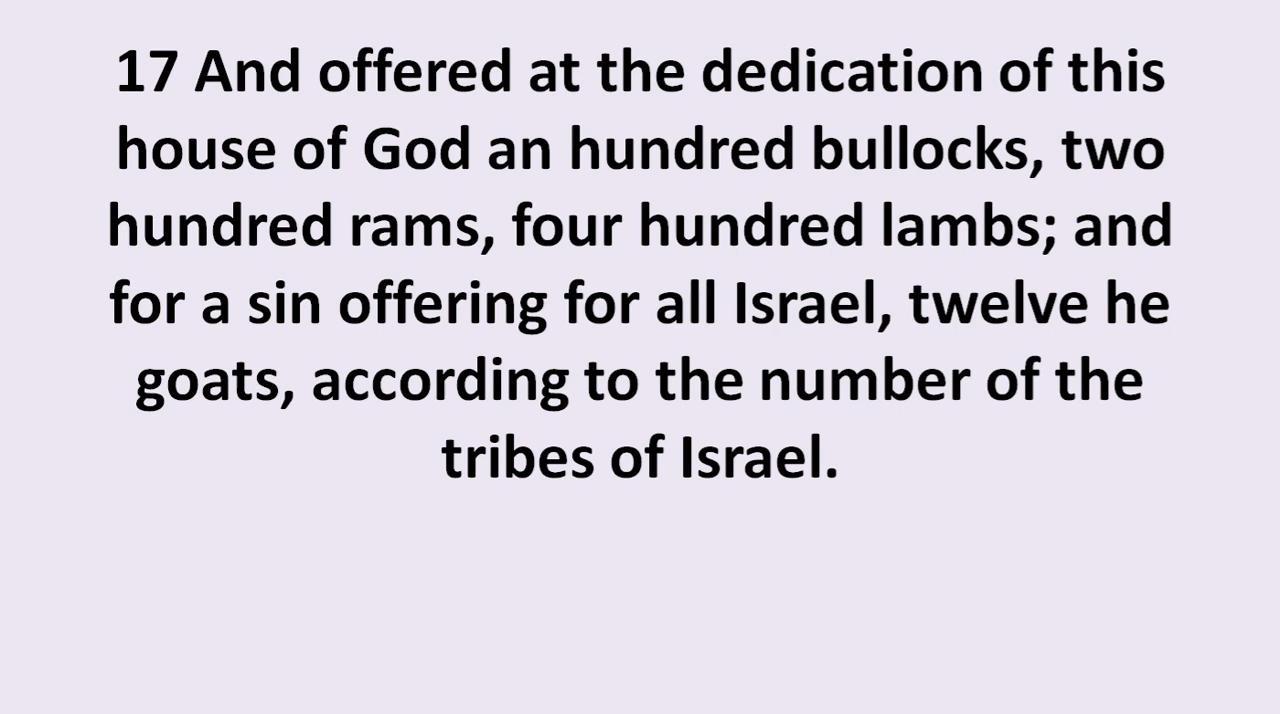 17 And offered at the dedication of this
house of God an hundred bullocks, two
hundred rams, four hundred lambs; and
for a sin offering for all Israel, twelve he
goats, according to the number of the
tribes of Israel.